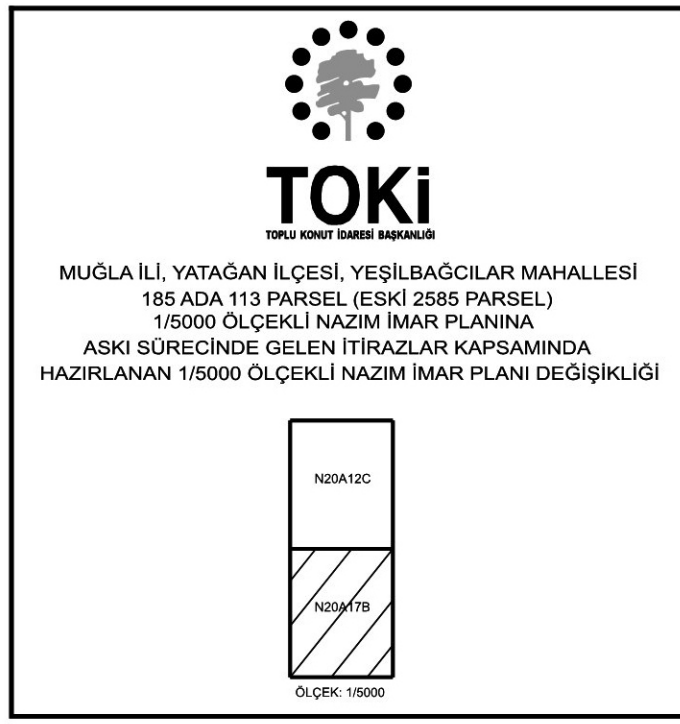 TOKİ
TOPLU KONUT İDARESİ BAŞKANLIĞI
MUĞLA İLİ, YATAĞAN İLÇESİ, YEŞİLBAĞCILAR MAHALLESİ
185 ADA 113 PARSEL (ESKİ 2585 PARSEL)
1/5000 ÖLÇEKLİ NAZIM İMAR PLANINA
ASKI SÜRECİNDE GELEN İTİRAZLAR KAPSAMINDA
HAZIRLANAN 1/5000 ÖLÇEKLİ NAZIM İMAR PLANI DEĞİŞİKLİĞİ
N20A12C
N20A17B
ÖLÇEK: 1/5000